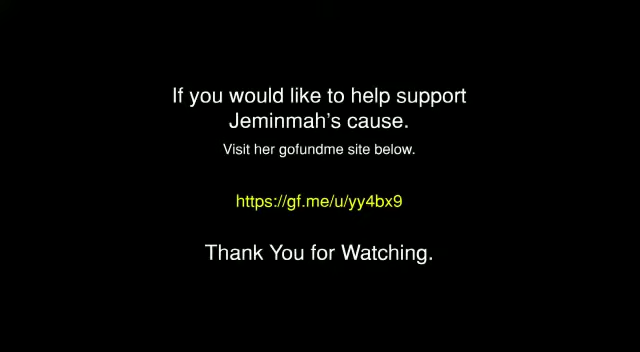 If you would like to help support
Jeminmah's cause.
Visit her gofundme site below.
https://gf.me/u/yy4bx9
Thank You for Watching.